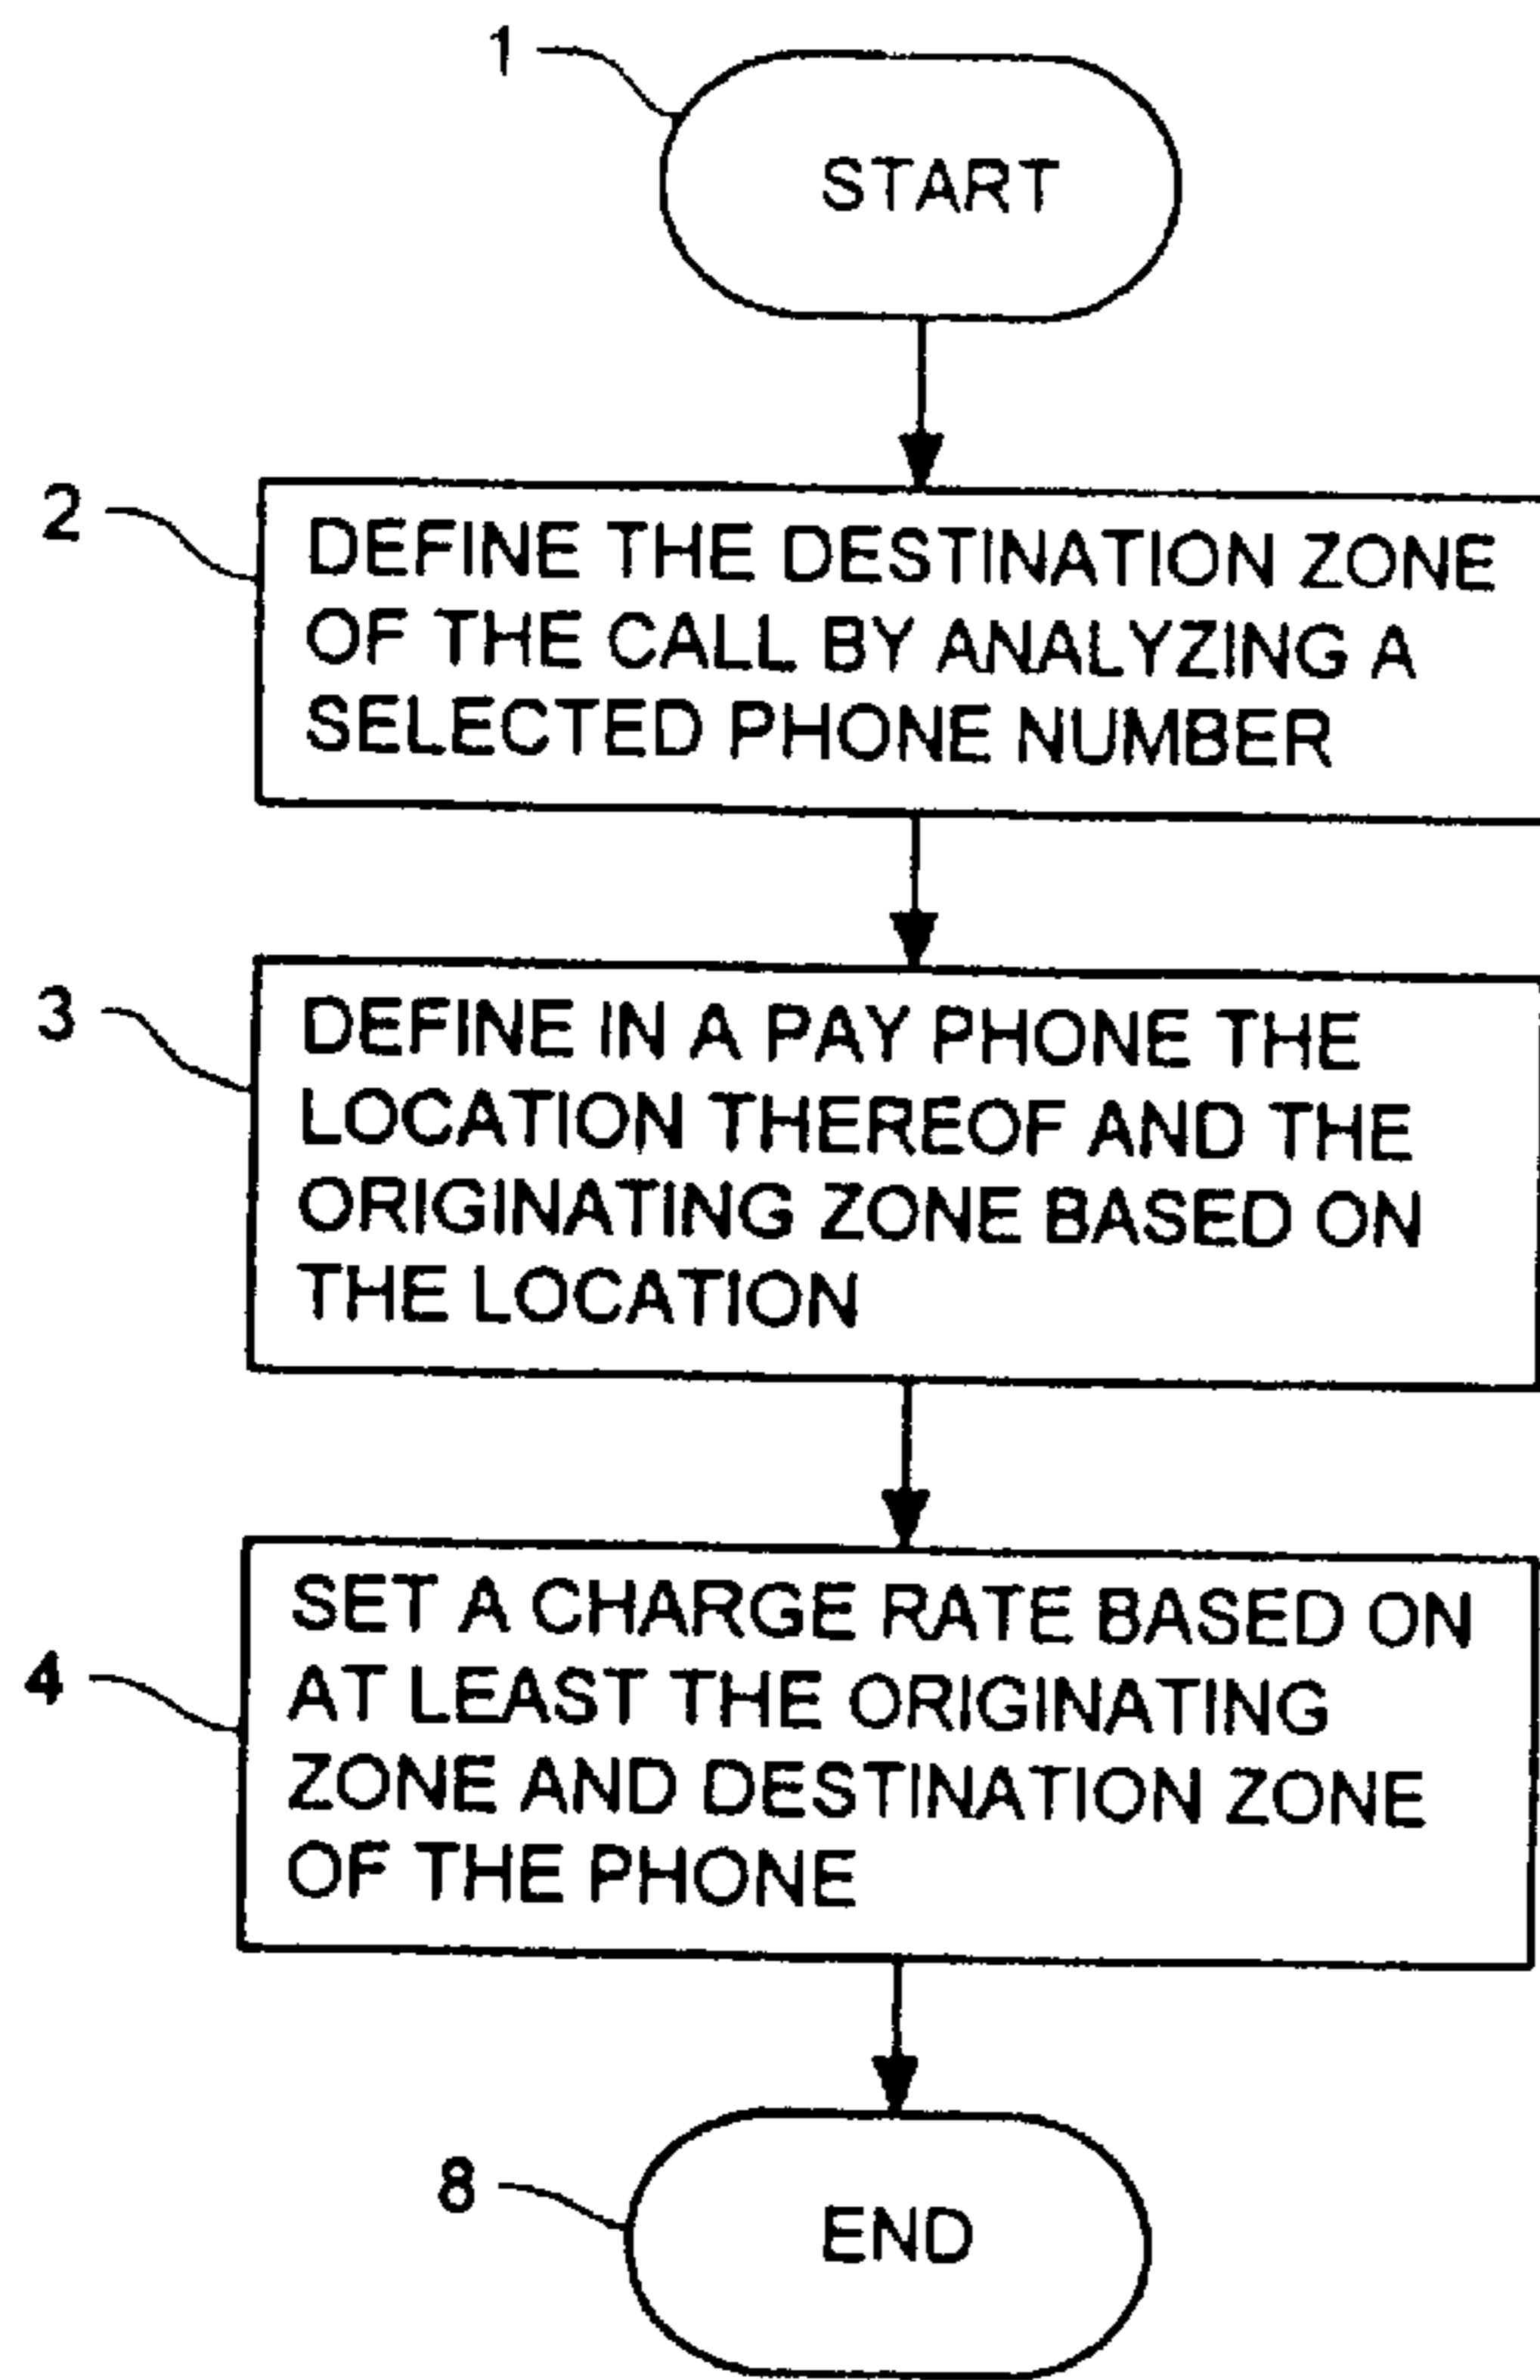 1
START
2
DEFINE THE DESTINATION ZONE
OF THE CALL BY ANALYZING A
SELECTED PHONE NUMBER
3
DEFINE IN A PAY PHONE THE
LOCATION THEREOF AND THE
ORIGINATING ZONE BASED ON
THE LOCATION
4
SET A CHARGE RATE BASED ON
AT LEAST THE ORIGINATING
ZONE AND DESTINATION ZONE
OF THE PHONE
8
END